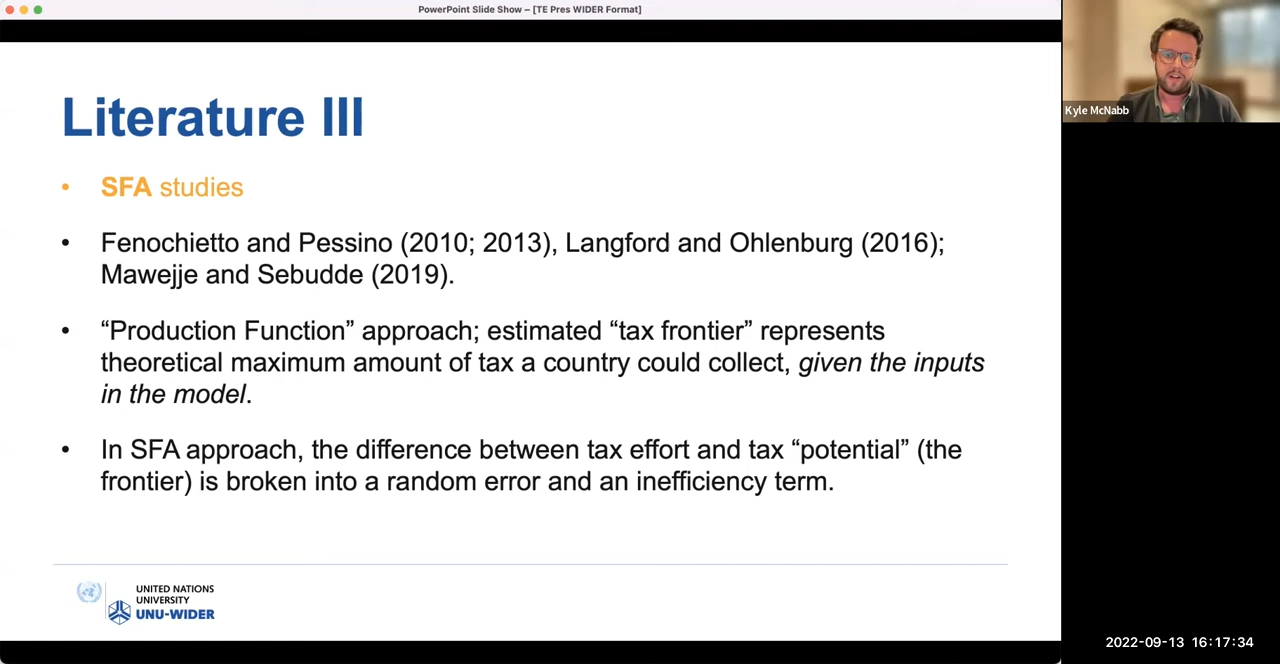 PowerPoint Slide Show – [TE Pres WIDER Format]
Literature III
• SFA studies
• Fenochietto and Pessino (2010; 2013), Langford and Ohlenburg (2016);
Mawejje and Sebudde (2019).
• “Production Function” approach; estimated “tax frontier” represents
theoretical maximum amount of tax a country could collect, given the inputs
in the model.
• In SFA approach, the difference between tax effort and tax “potential” (the
frontier) is broken into a random error and an inefficiency term.
UNITED NATIONS
UNIVERSITY
UNU-WIDER
Kyle McNabb
2022-09-13 16:17:34